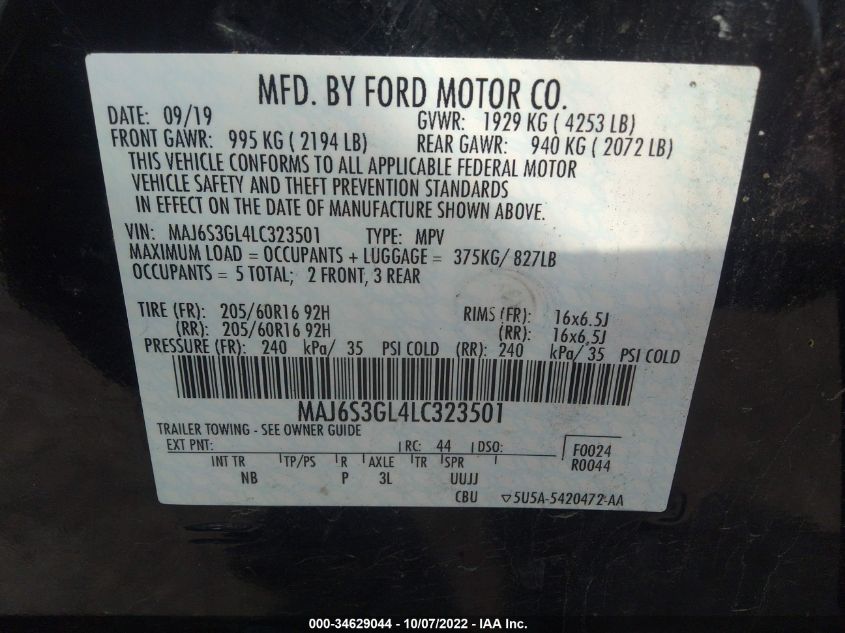 MFD. BY FORD MOTOR CO.
DATE: 09/19 GVWR: 1929 KG ( 4253 LB)
FRONT GAWR: 995 KG ( 2194 LB) REAR GAWR: 940 KG ( 2072 LB)
THIS VEHICLE CONFORMS TO ALL APPLICABLE FEDERAL MOTOR
VEHICLE SAFETY AND THEFT PREVENTION STANDARDS
IN EFFECT ON THE DATE OF MANUFACTURE SHOWN ABOVE.
VIN: MAJ6S3GL4LC323501 TYPE: MPV
MAXIMUM LOAD = OCCUPANTS + LUGGAGE = 375KG/ 827LB
OCCUPANTS = 5 TOTAL; 2 FRONT, 3 REAR
TIRE (FR): 205/60R16 92H RIMS (FR): 16x6.5J
(RR): 205/60R16 92H (RR): 16x6.5J
PRESSURE (FR): 240 kPa/ 35 PSI COLD (RR): 240 kPa/ 35 PSI COLD
MAJ6S3GL4LC323501
TRAILER TOWING - SEE OWNER GUIDE
EXT PNT: RC: 44 DSO: F0024
R0044
INT TR TP/PS R AXLE TR SPR
NB P 3L UUJJ
CBU ▽5U5A-5420472-AA
000-34629044 - 10/07/2022 - IAA Inc.